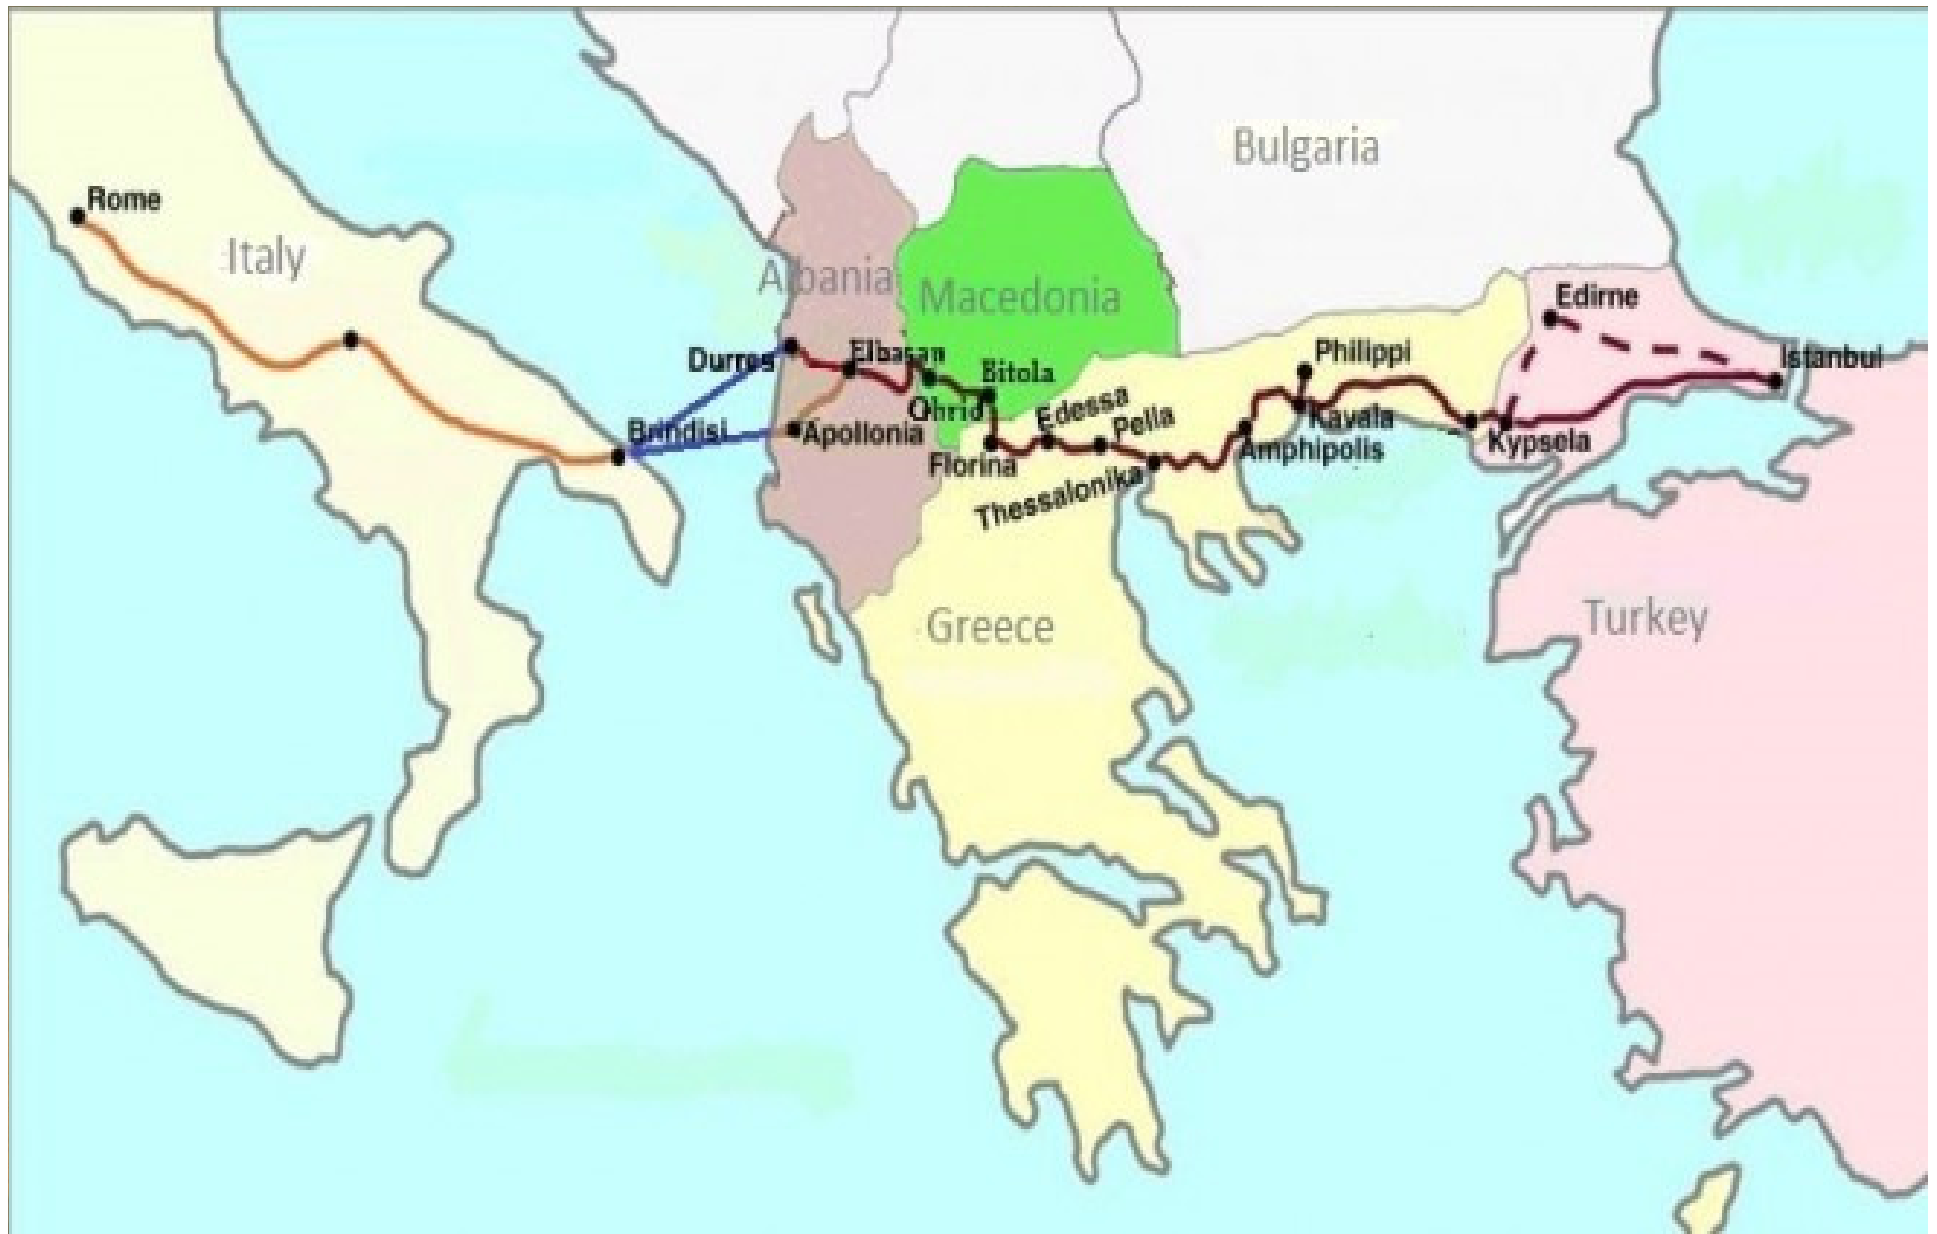 Bulgaria
Rome
Italy
Albania
Macedonia
Edirne
Durres
Elbasan
Bitola
Philippi
Istanbul
Brindisi
Apollonia
Ohrid
Edessa
Pella
Kavala
Kypsela
Florina
Thessalonika
Amphipolis
Greece
Turkey